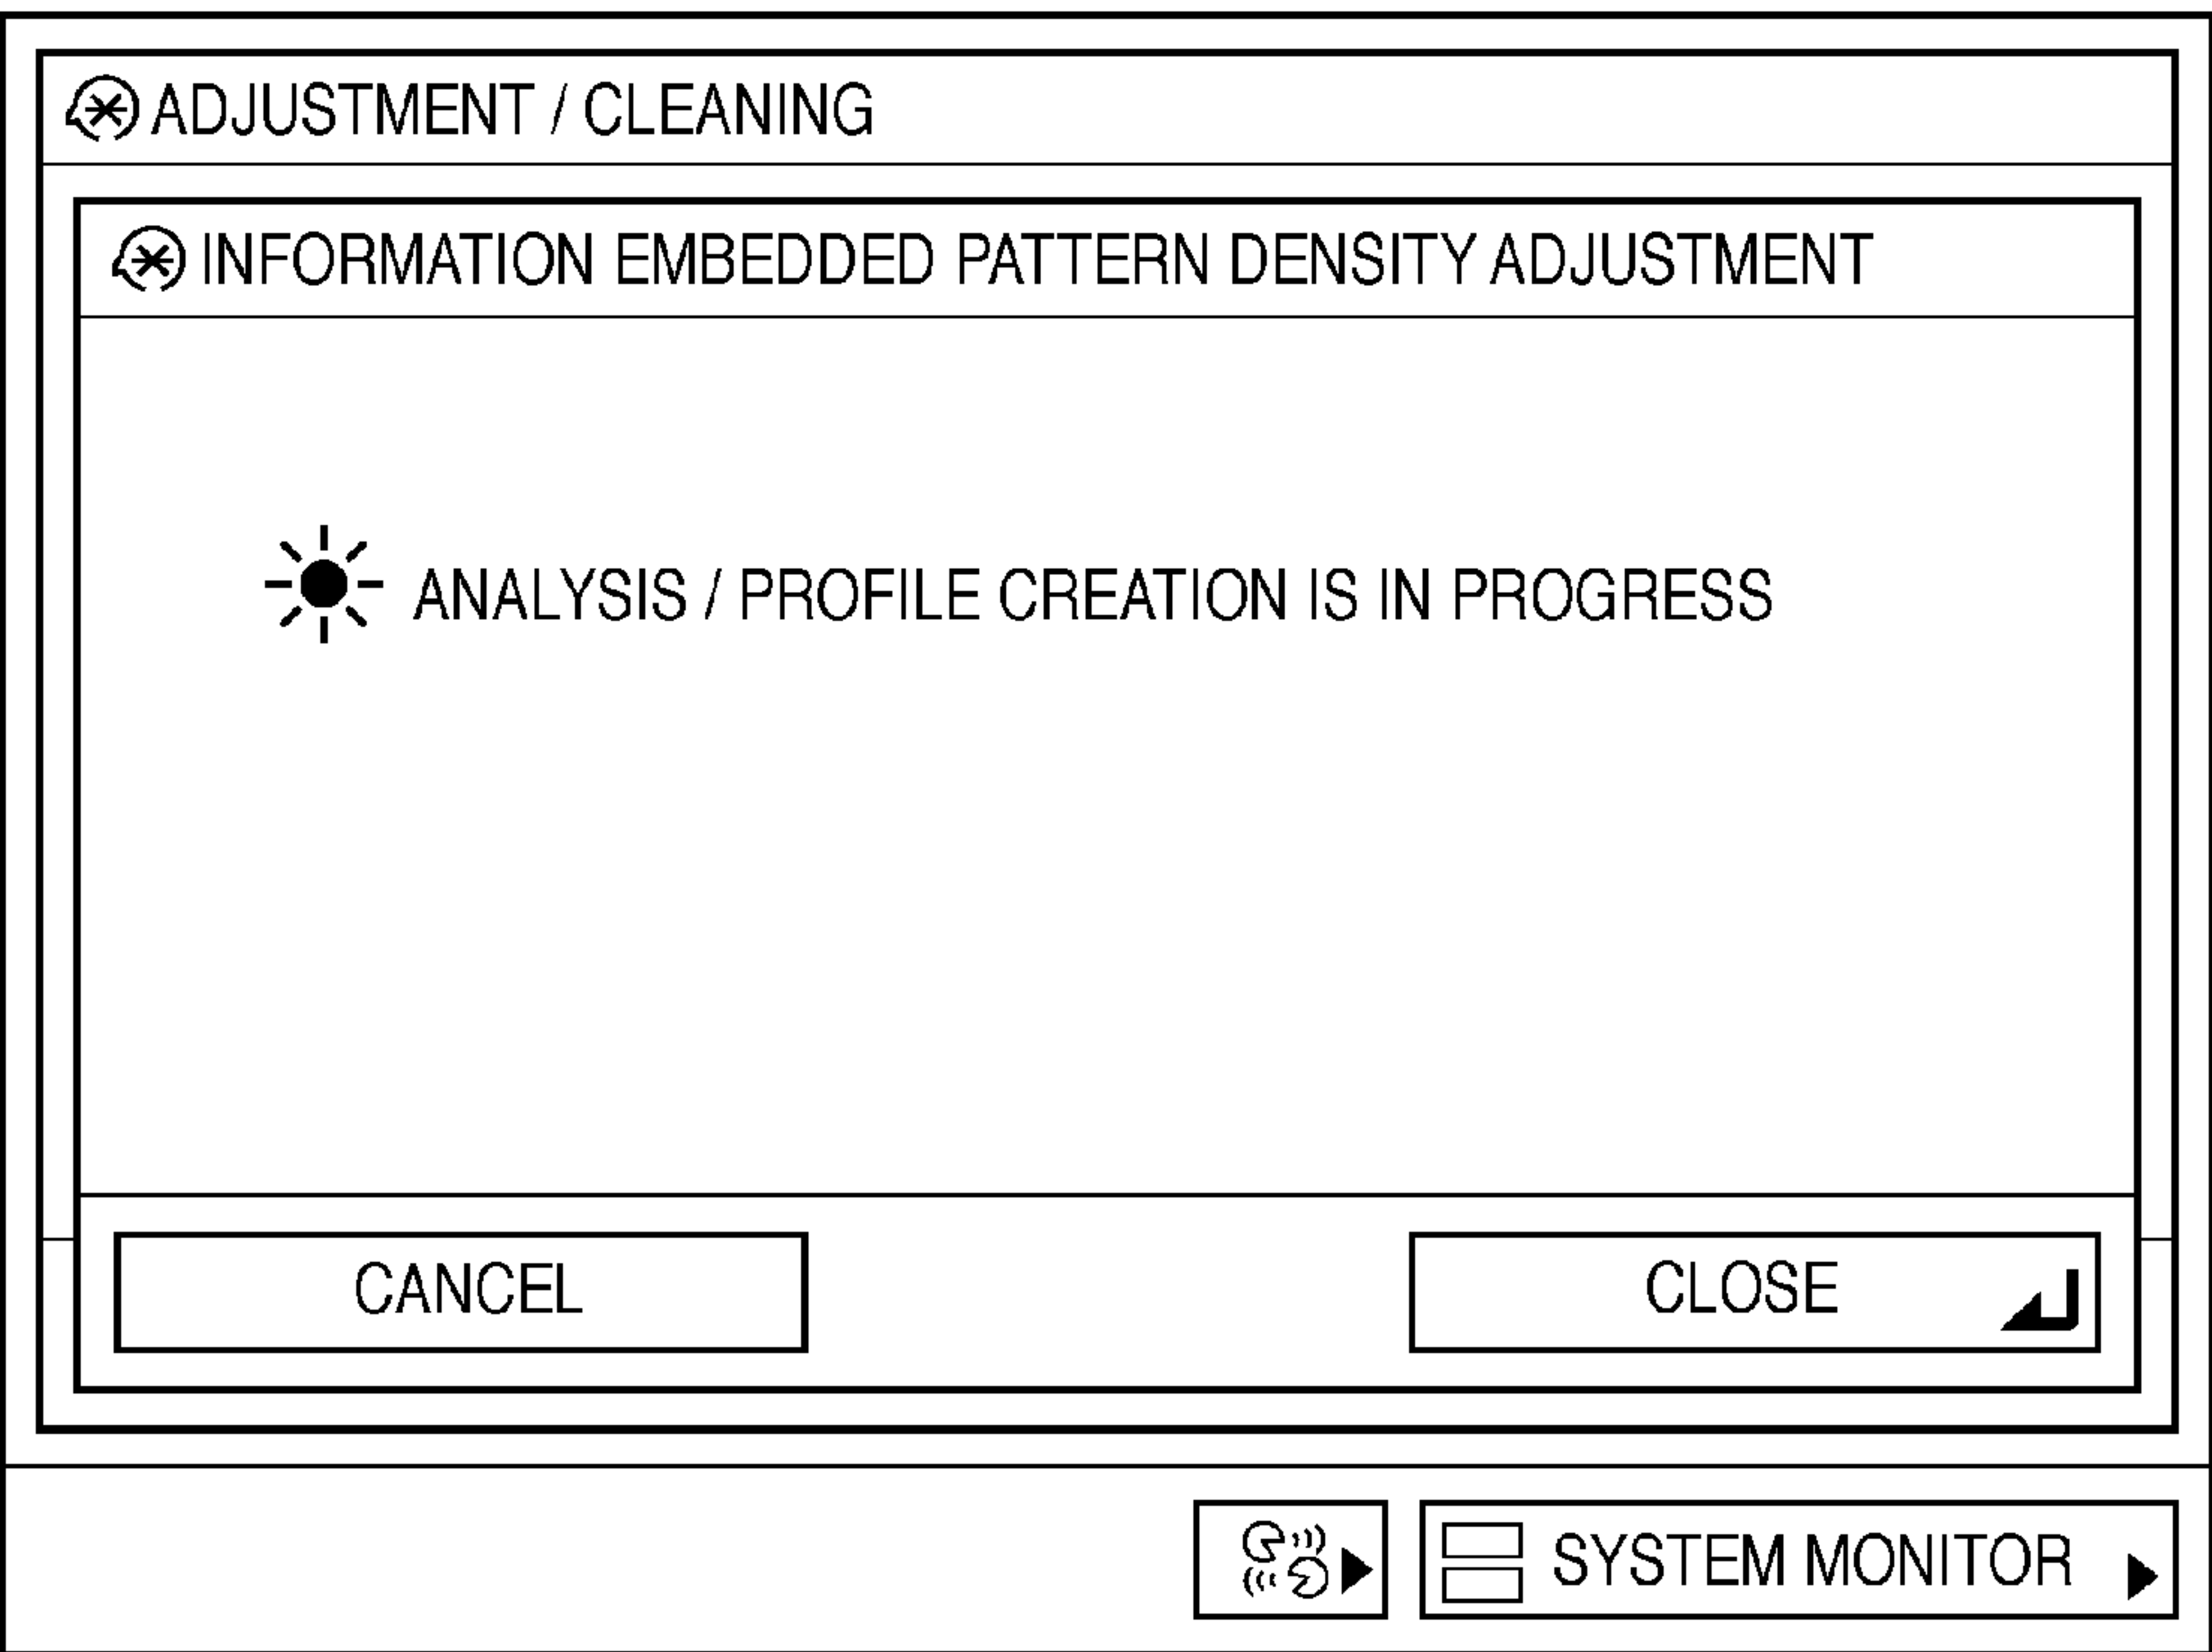 ADJUSTMENT / CLEANING
INFORMATION EMBEDDED PATTERN DENSITY ADJUSTMENT
ANALYSIS / PROFILE CREATION IS IN PROGRESS
CANCEL
CLOSE
SYSTEM MONITOR